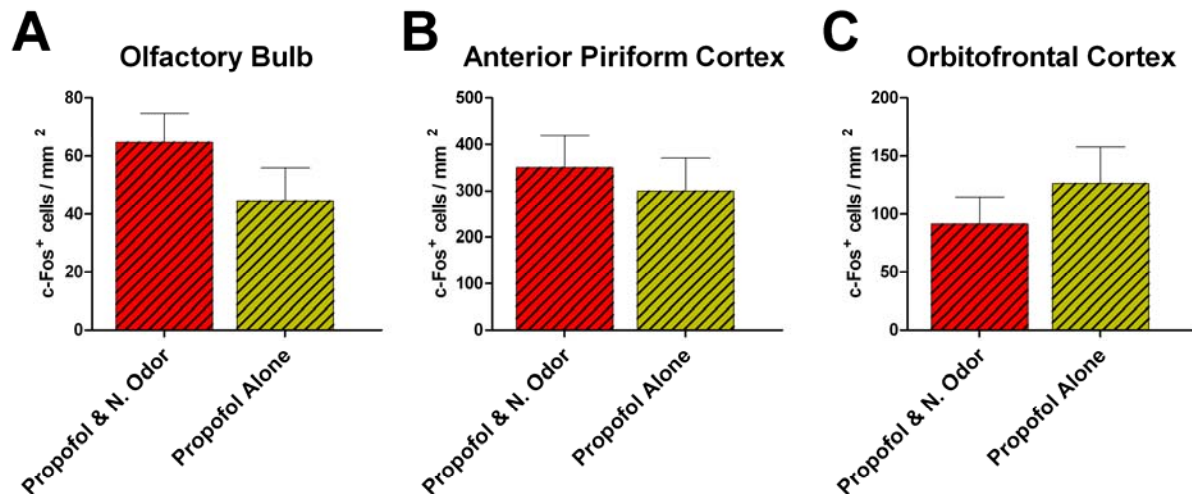 A
Olfactory Bulb
80
60
40
20
0
c-Fos+ cells / mm 2
Propofol & N. Odor
Propofol Alone
B
Anterior Piriform Cortex
500
400
300
200
100
0
c-Fos+ cells / mm 2
Propofol & N. Odor
Propofol Alone
C
Orbitofrontal Cortex
200
150
100
50
0
c-Fos+ cells / mm 2
Propofol & N. Odor
Propofol Alone